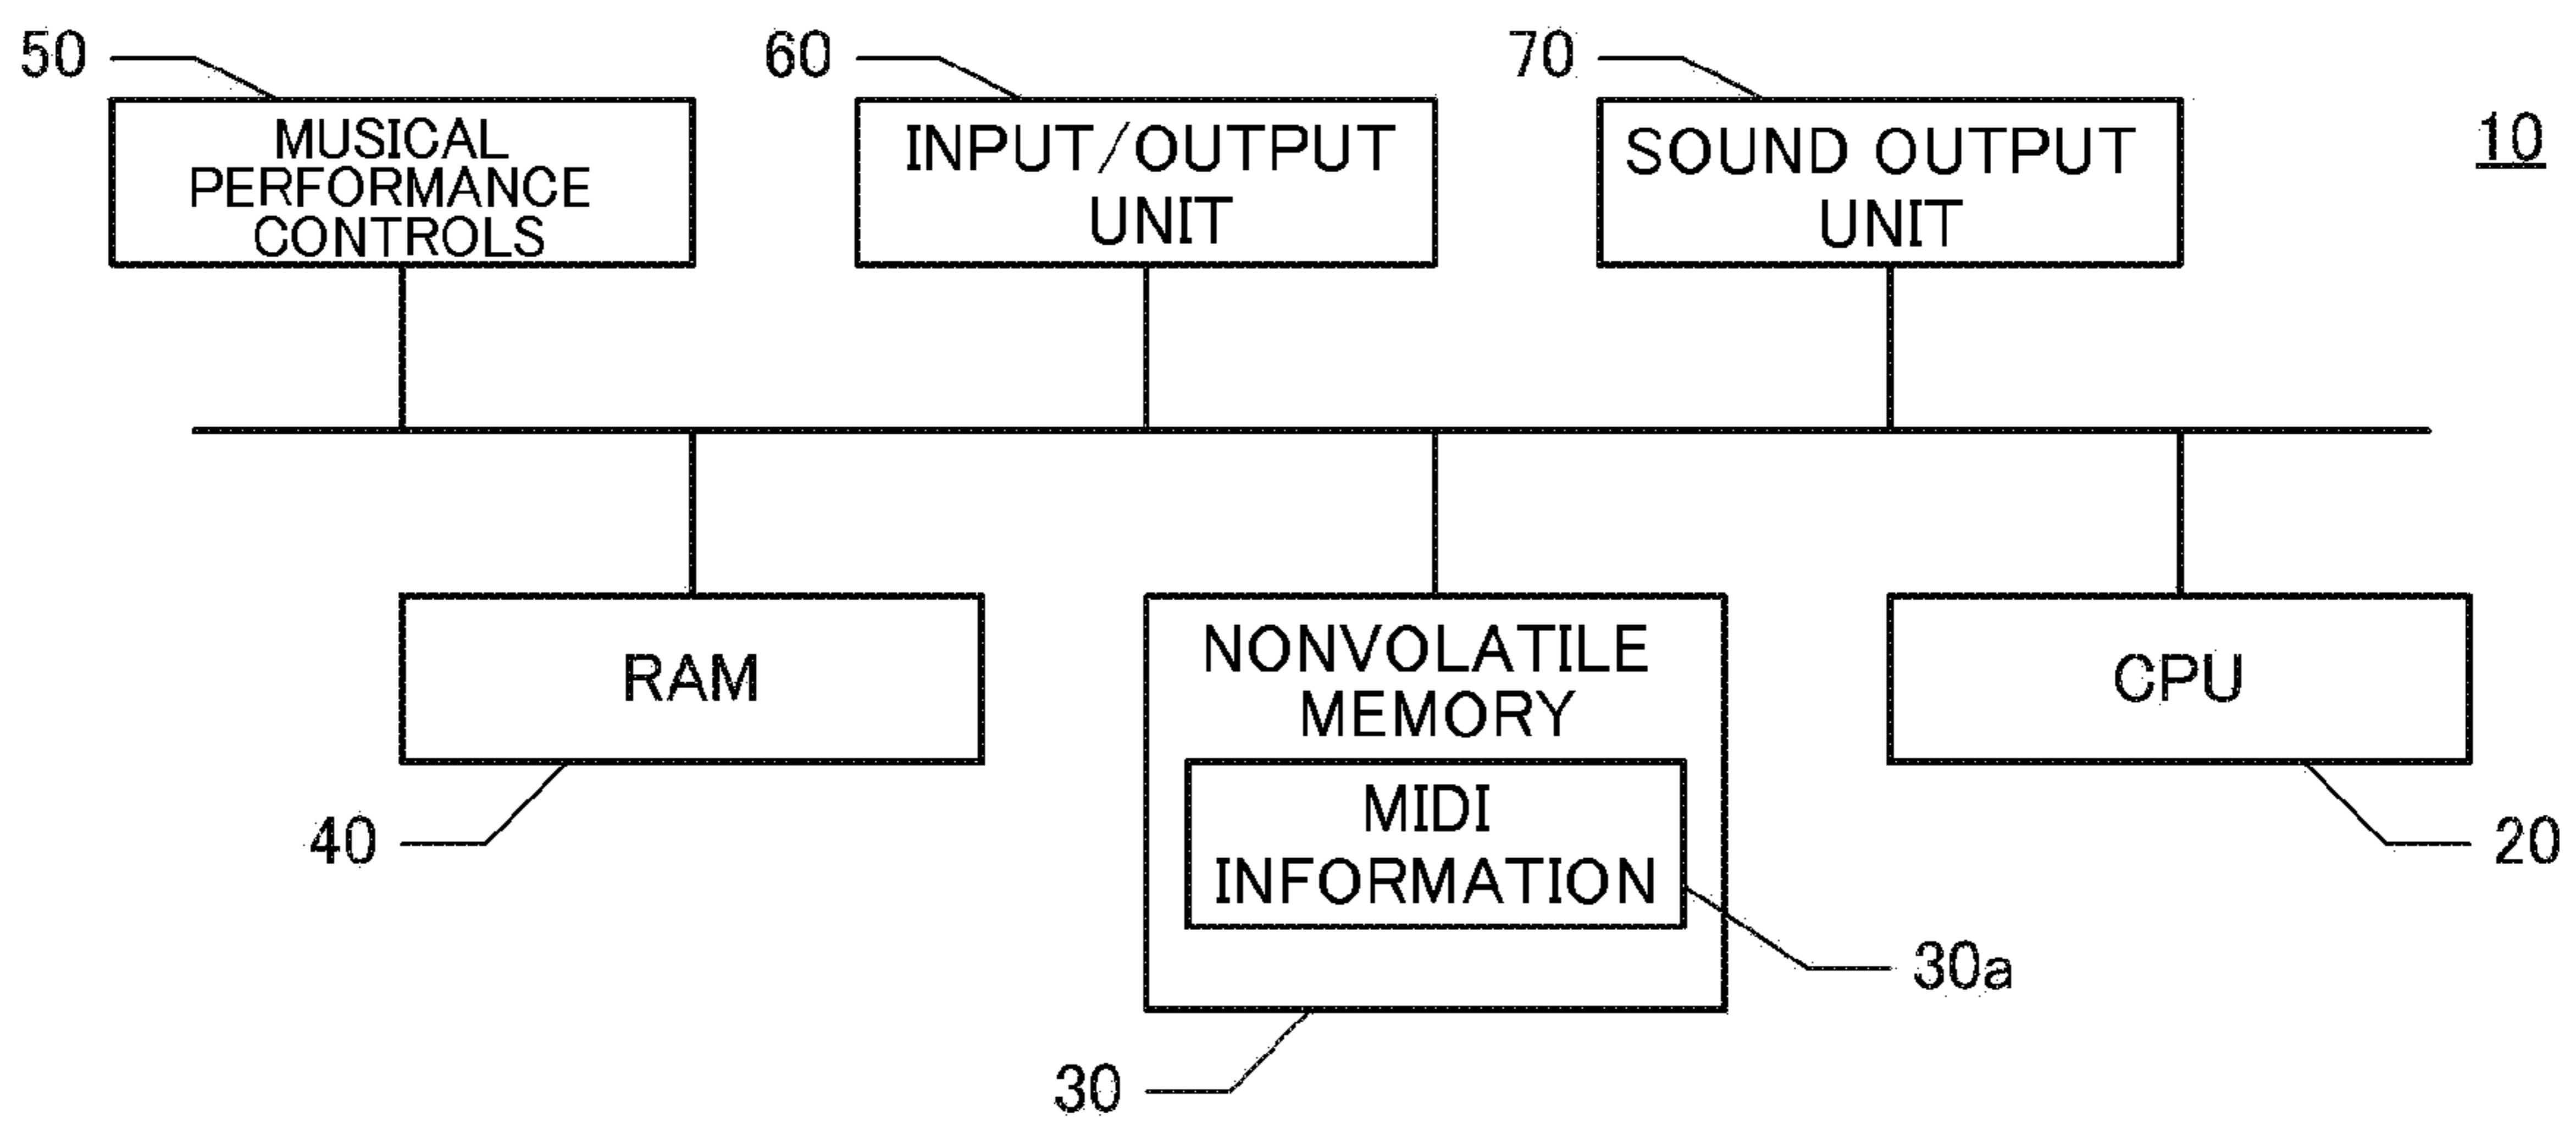 50
60
70
10
MUSICAL
PERFORMANCE
CONTROLS
INPUT/OUTPUT
UNIT
SOUND OUTPUT
UNIT
RAM
NONVOLATILE
MEMORY
MIDI
INFORMATION
CPU
40
20
30a
30